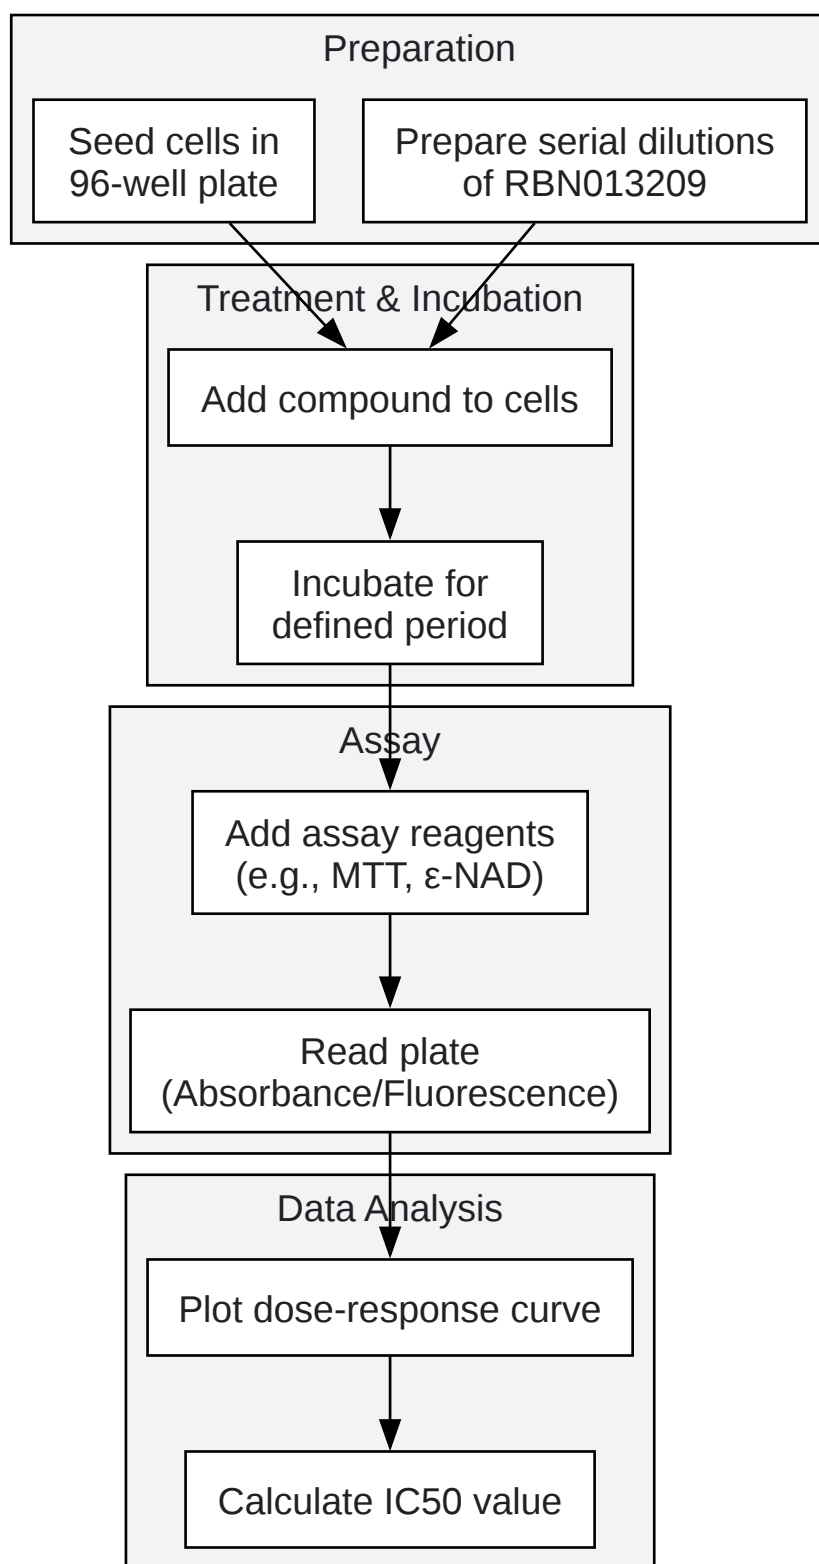 Preparation
Seed cells in
96-well plate
Prepare serial dilutions
of RBN013209
Treatment & Incubation
Add compound to cells
Incubate for
defined period
Assay
Add assay reagents
(e.g., MTT, ε-NAD)
Read plate
(Absorbance/Fluorescence)
Data Analysis
Plot dose-response curve
Calculate IC50 value